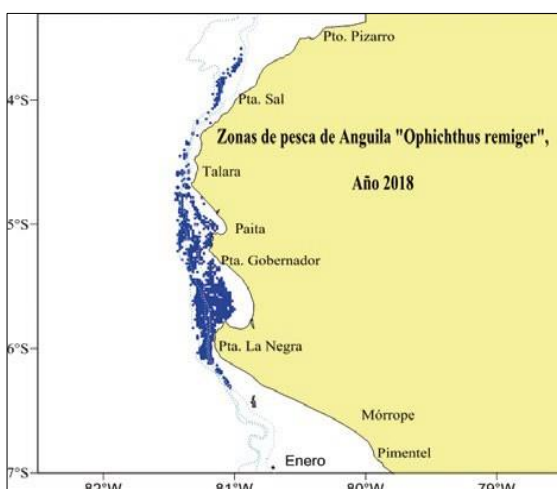 Pto. Pizarro
4°S
Pta. Sal
Zonas de pesca de Anguila "Ophichthus remiger",
Año 2018
Talara
5°S
Paita
Pta. Gobernador
6°S
Pta. La Negra
Mórrope
Pimentel
Enero
7°S
82°W
81°W
80°W
79°W